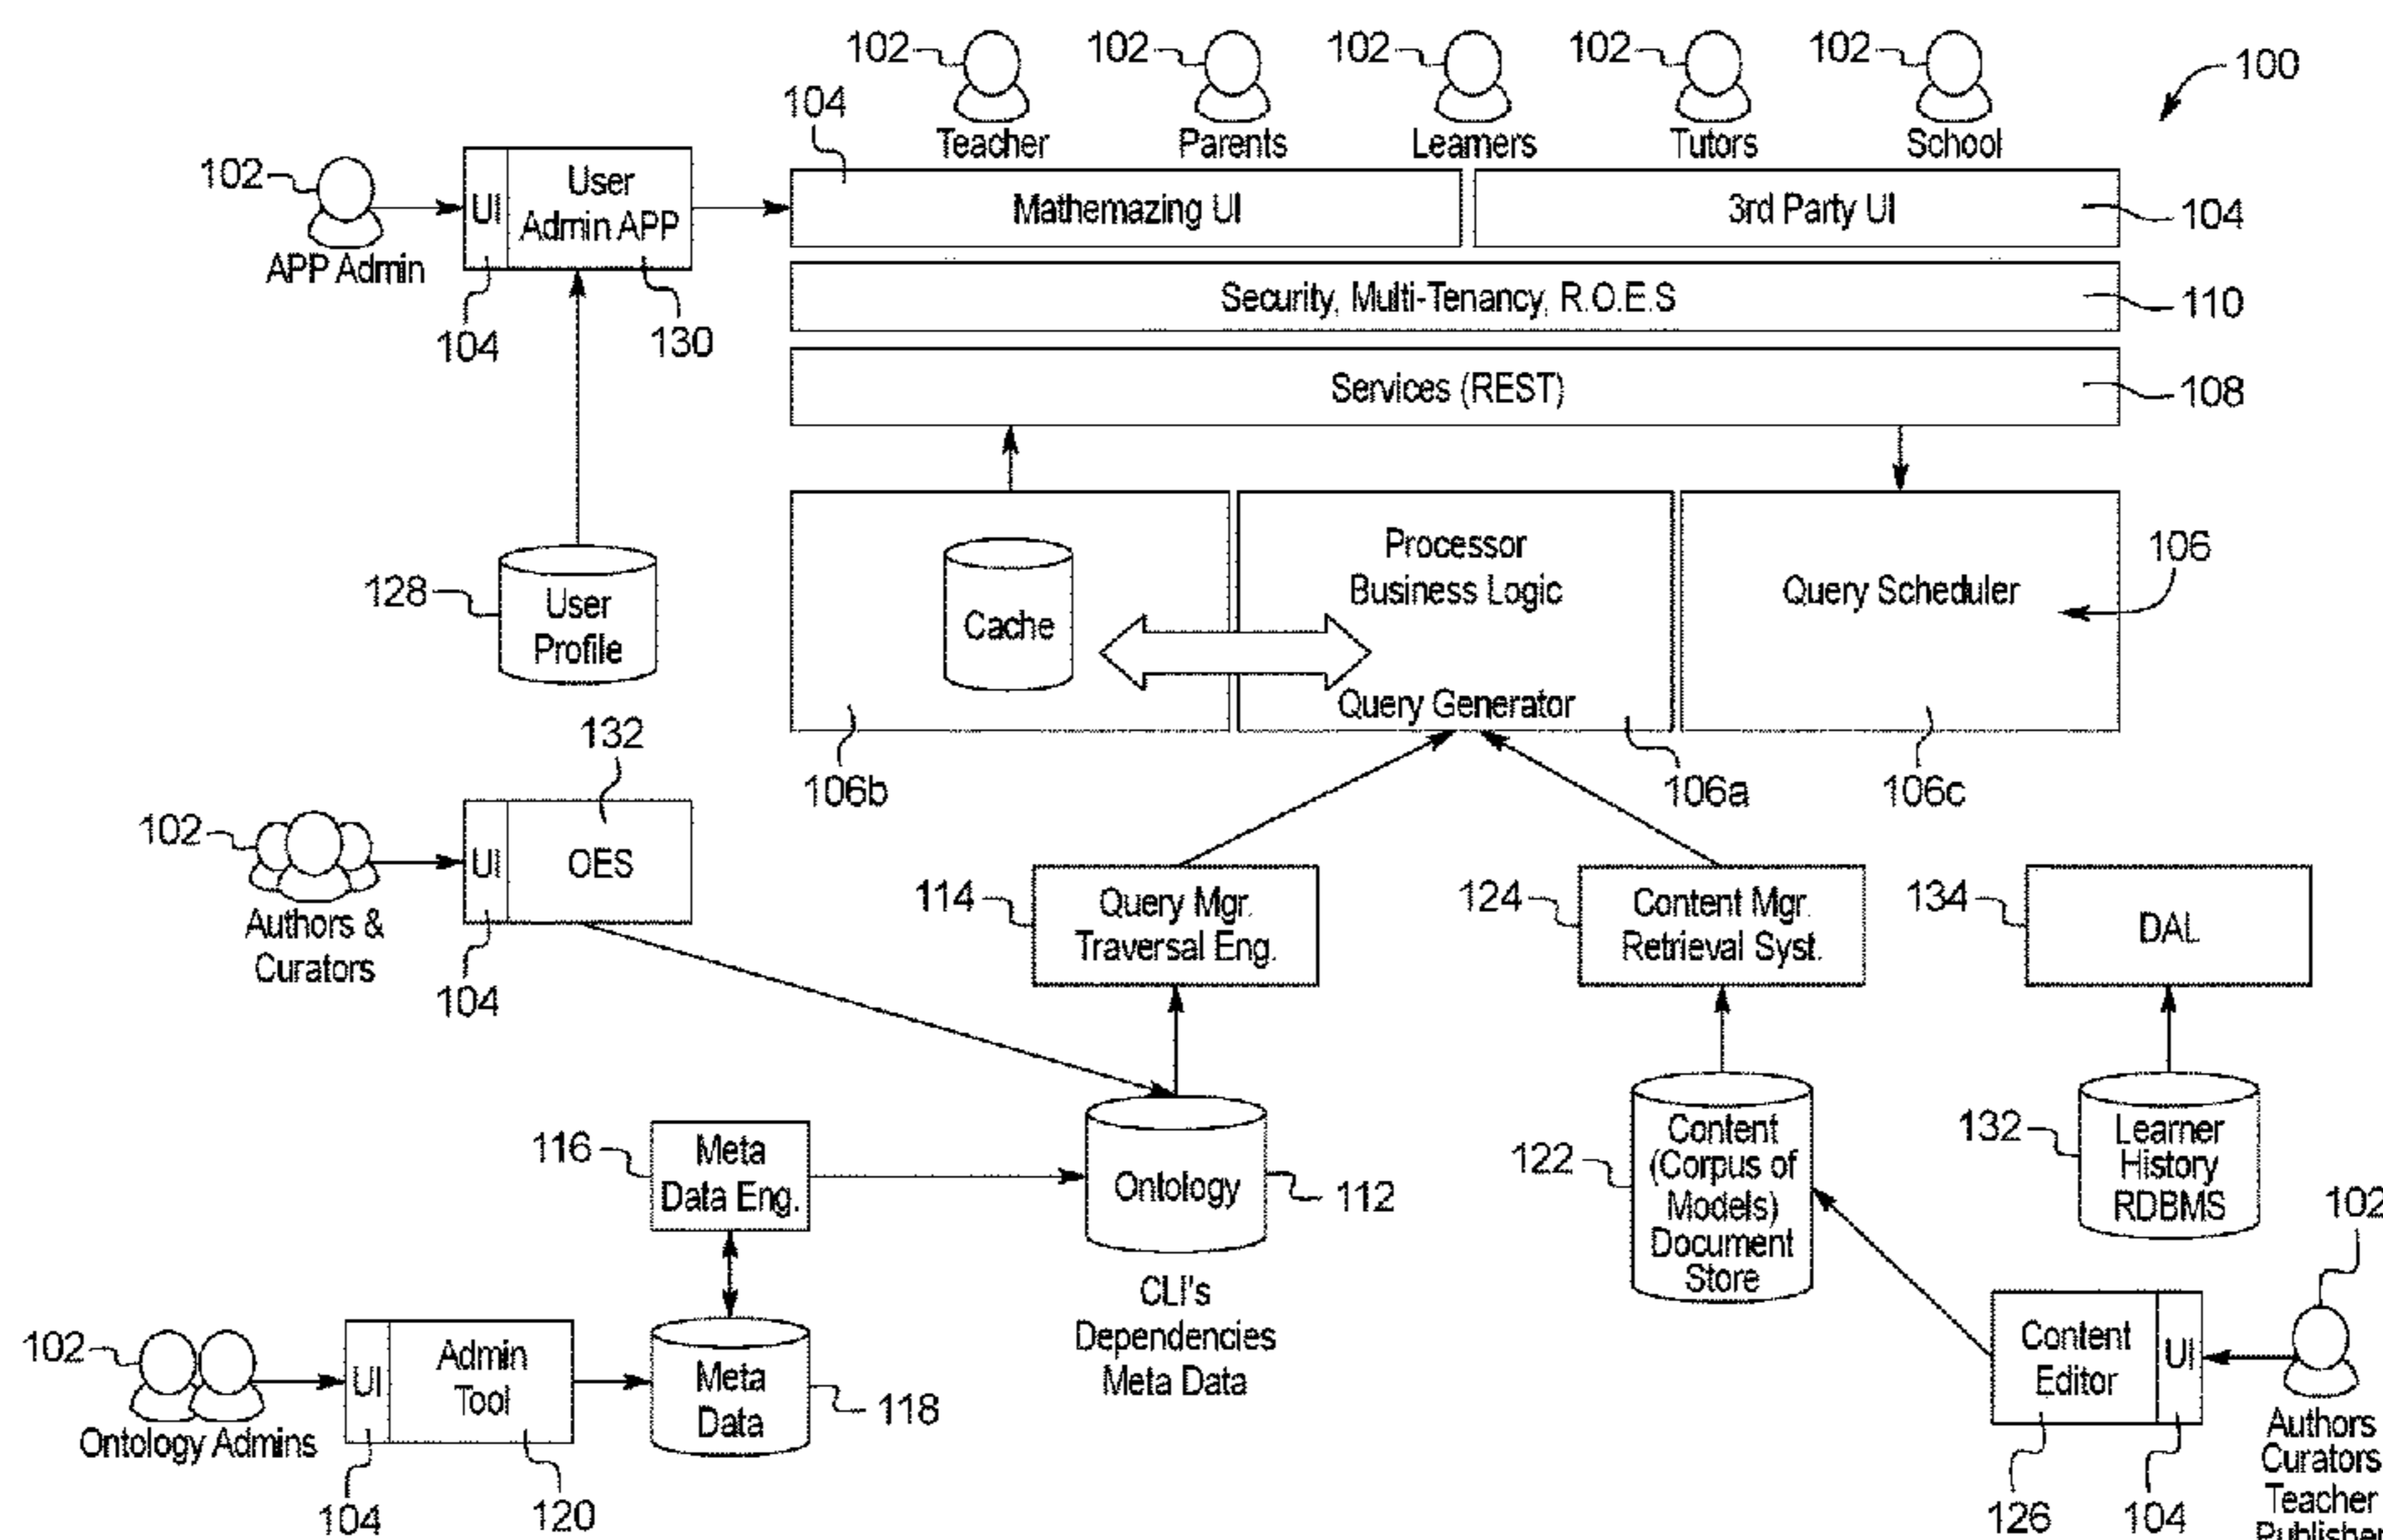 102
102
102
102
102
100
Teacher
Parents
Learners
Tutors
School
104
102
UI
User
Admin APP
APP Admin
104
130
Mathemazing UI
3rd Party UI
104
Security, Multi-Tenancy, R.O.E.S
110
Services (REST)
108
128
User
Profile
Cache
Processor
Business Logic
Query Generator
Query Scheduler
106
106b
106a
106c
132
102
UI
OES
Authors &
Curators
104
114
Query Mgr.
Traversal Eng.
124
Content Mgr.
Retrieval Syst.
134
DAL
116
Meta
Data Eng.
Ontology
112
CLI's
Dependencies
Meta Data
122
Content
(Corpus of
Models)
Document
Store
132
Learner
History
RDBMS
102
102
UI
Admin
Tool
Ontology Admins
104
120
Meta
Data
118
Content
Editor
UI
126
104
Authors
Curators
Teacher
Publisher